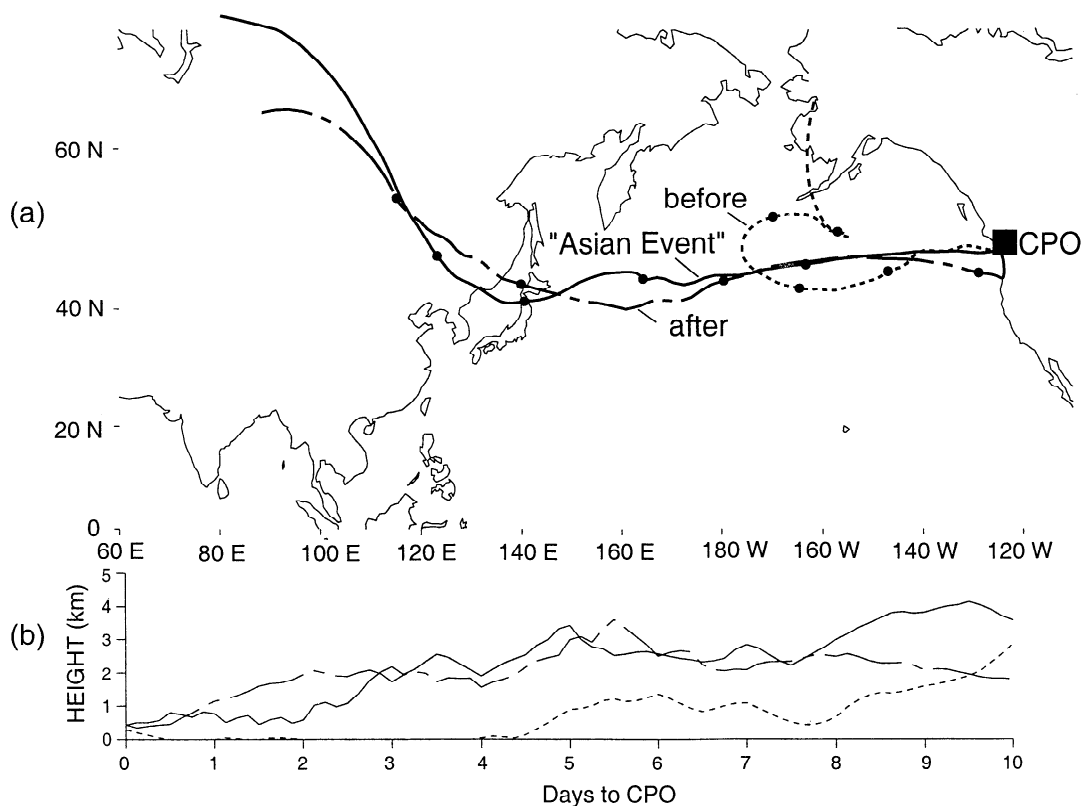 (a)
60 N
40 N
20 N
0
before
"Asian Event"
after
CPO
60 E 80 E 100 E 120 E 140 E 160 E 180 W 160 W 140 W 120 W
(b)
HEIGHT (km)
5
4
3
2
1
0
0 1 2 3 4 5 6 7 8 9 10
Days to CPO